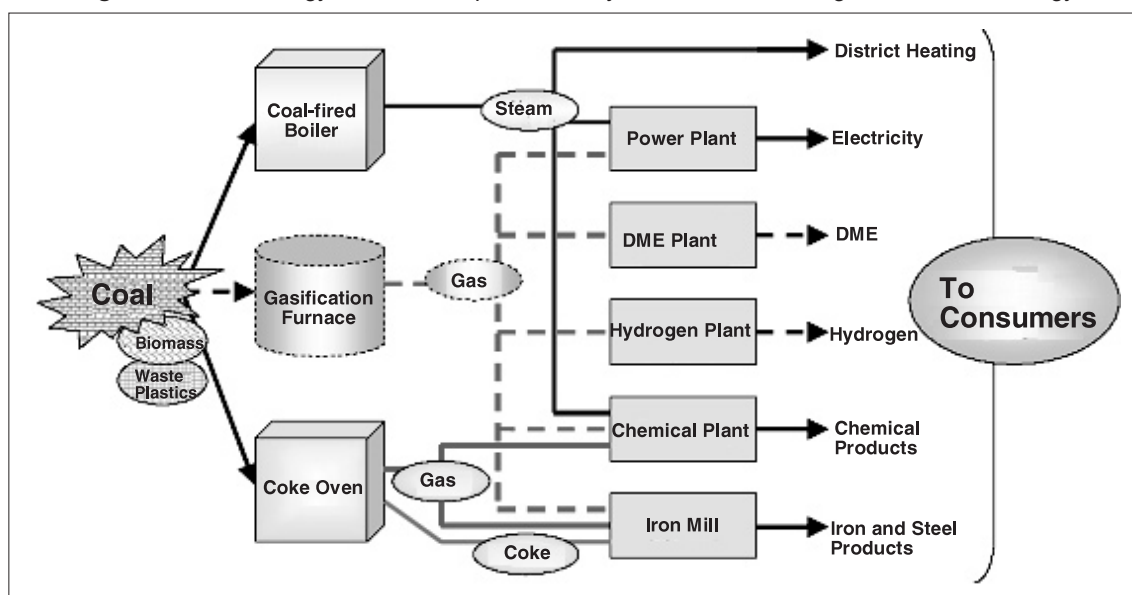 District Heating
Coal-fired
Boiler
Steam
Power Plant
Electricity
DME Plant
DME
Coal
Gasification
Furnace
Gas
To
Consumers
Biomass
Waste
Plastics
Hydrogen Plant
Hydrogen
Chemical Plant
Chemical
Products
Coke Oven
Gas
Iron Mill
Iron and Steel
Products
Coke